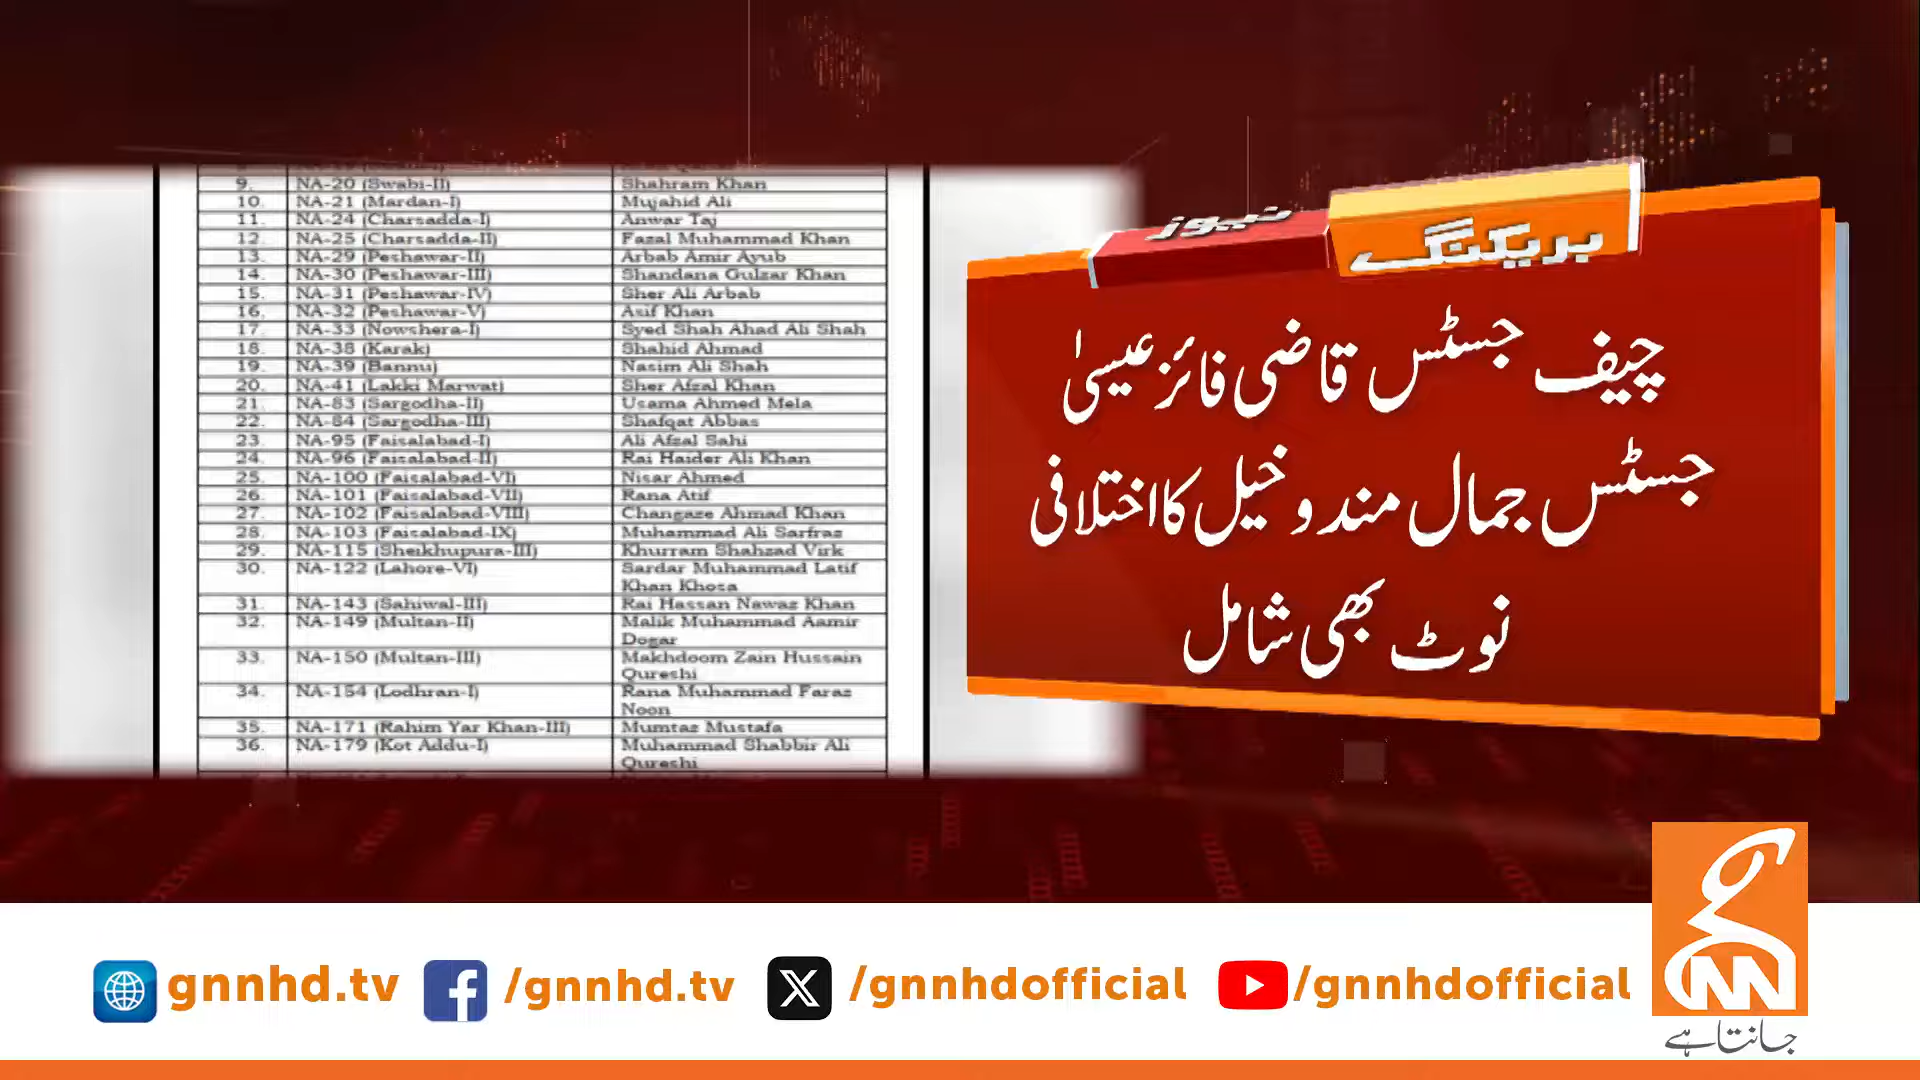 9. NA-20 (Swabi-II) Shahram Khan
10. NA-21 (Mardan-I) Mujahid Ali
11. NA-24 (Charsadda-I) Anwar Taj
12. NA-25 (Charsadda-II) Fazal Muhammad Khan
13. NA-29 (Peshawar-II) Arbab Amir Ayub
14. NA-30 (Peshawar-III) Shandana Gulzar Khan
15. NA-31 (Peshawar-IV) Sher Ali Arbab
16. NA-32 (Peshawar-V) Asif Khan
17. NA-33 (Nowshera-I) Syed Shah Ahad Ali Shah
18. NA-38 (Karak) Shahid Ahmad
19. NA-39 (Bannu) Nasim Ali Shah
20. NA-41 (Lakki Marwat) Sher Afzal Khan
21. NA-83 (Sargodha-II) Usama Ahmed Mela
22. NA-84 (Sargodha-III) Shafqat Abbas
23. NA-95 (Faisalabad-I) Ali Afzal Sahi
24. NA-96 (Faisalabad-II) Rai Haider Ali Khan
25. NA-100 (Faisalabad-VI) Nisar Ahmed
26. NA-101 (Faisalabad-VII) Rana Atif
27. NA-102 (Faisalabad-VIII) Changaze Ahmad Khan
28. NA-103 (Faisalabad-IX) Muhammad Ali Sarfraz
29. NA-115 (Sheikhupura-III) Khurram Shahzad Virk
30. NA-122 (Lahore-VI) Sardar Muhammad Latif
Khan Khosa
31. NA-143 (Sahiwal-III) Rai Hassan Nawaz Khan
32. NA-149 (Multan-II) Malik Muhammad Aamir
Dogar
33. NA-150 (Multan-III) Makhdoom Zain Hussain
Qureshi
34. NA-154 (Lodhran-I) Rana Muhammad Faraz
Noon
35. NA-171 (Rahim Yar Khan-III) Mumtaz Mustafa
36. NA-179 (Kot Addu-I) Muhammad Shabbir Ali
Qureshi
بریکنگ نیوز
چیف جسٹس قاضی فائز عیسیٰ
جسٹس جمال مندوخیل کا اختلافی
نوٹ بھی شامل
gnnhd.tv /gnnhd.tv /gnnhdofficial /gnnhdofficial
GNN
جانتا ہے